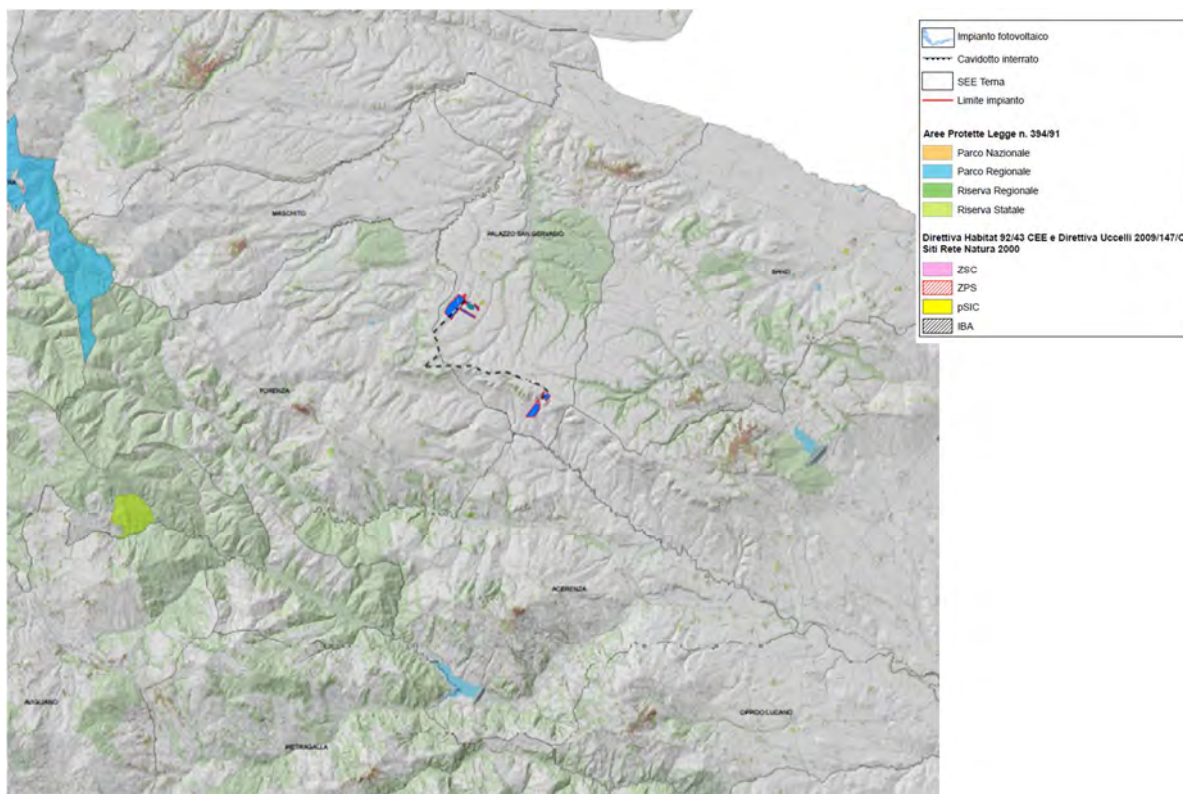 Impianto fotovoltaico
Cavidotto interrato
SEE Terna
Limite impianto
Aree Protette Legge n. 394/91
Parco Nazionale
Parco Regionale
Riserva Regionale
Riserva Statale
Direttiva Habitat 92/43 CEE e Direttiva Uccelli 2009/147/C
Siti Rete Natura 2000
ZSC
ZPS
pSIC
IBA
MASCHITO
PALAZZO SAN GERVASIO
BANZI
FORENZA
ACERENZA
AVIGLIANO
OPPIDO LUCANO
PIETRAGALLA